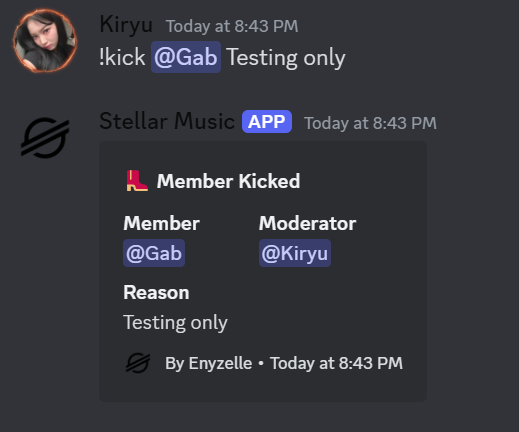 Kiryu Today at 8:43 PM
!kick @Gab Testing only
Stellar Music APP Today at 8:43 PM
Member Kicked
Member Moderator
@Gab @Kiryu
Reason
Testing only
By Enyzelle • Today at 8:43 PM